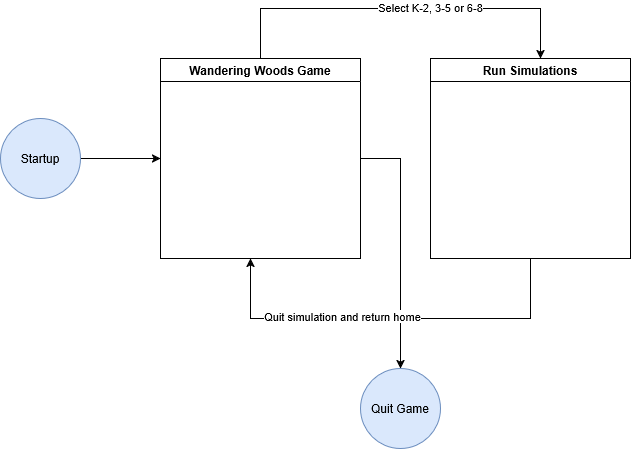 Select K-2, 3-5 or 6-8
Wandering Woods Game
Run Simulations
Startup
Quit simulation and return home
Quit Game